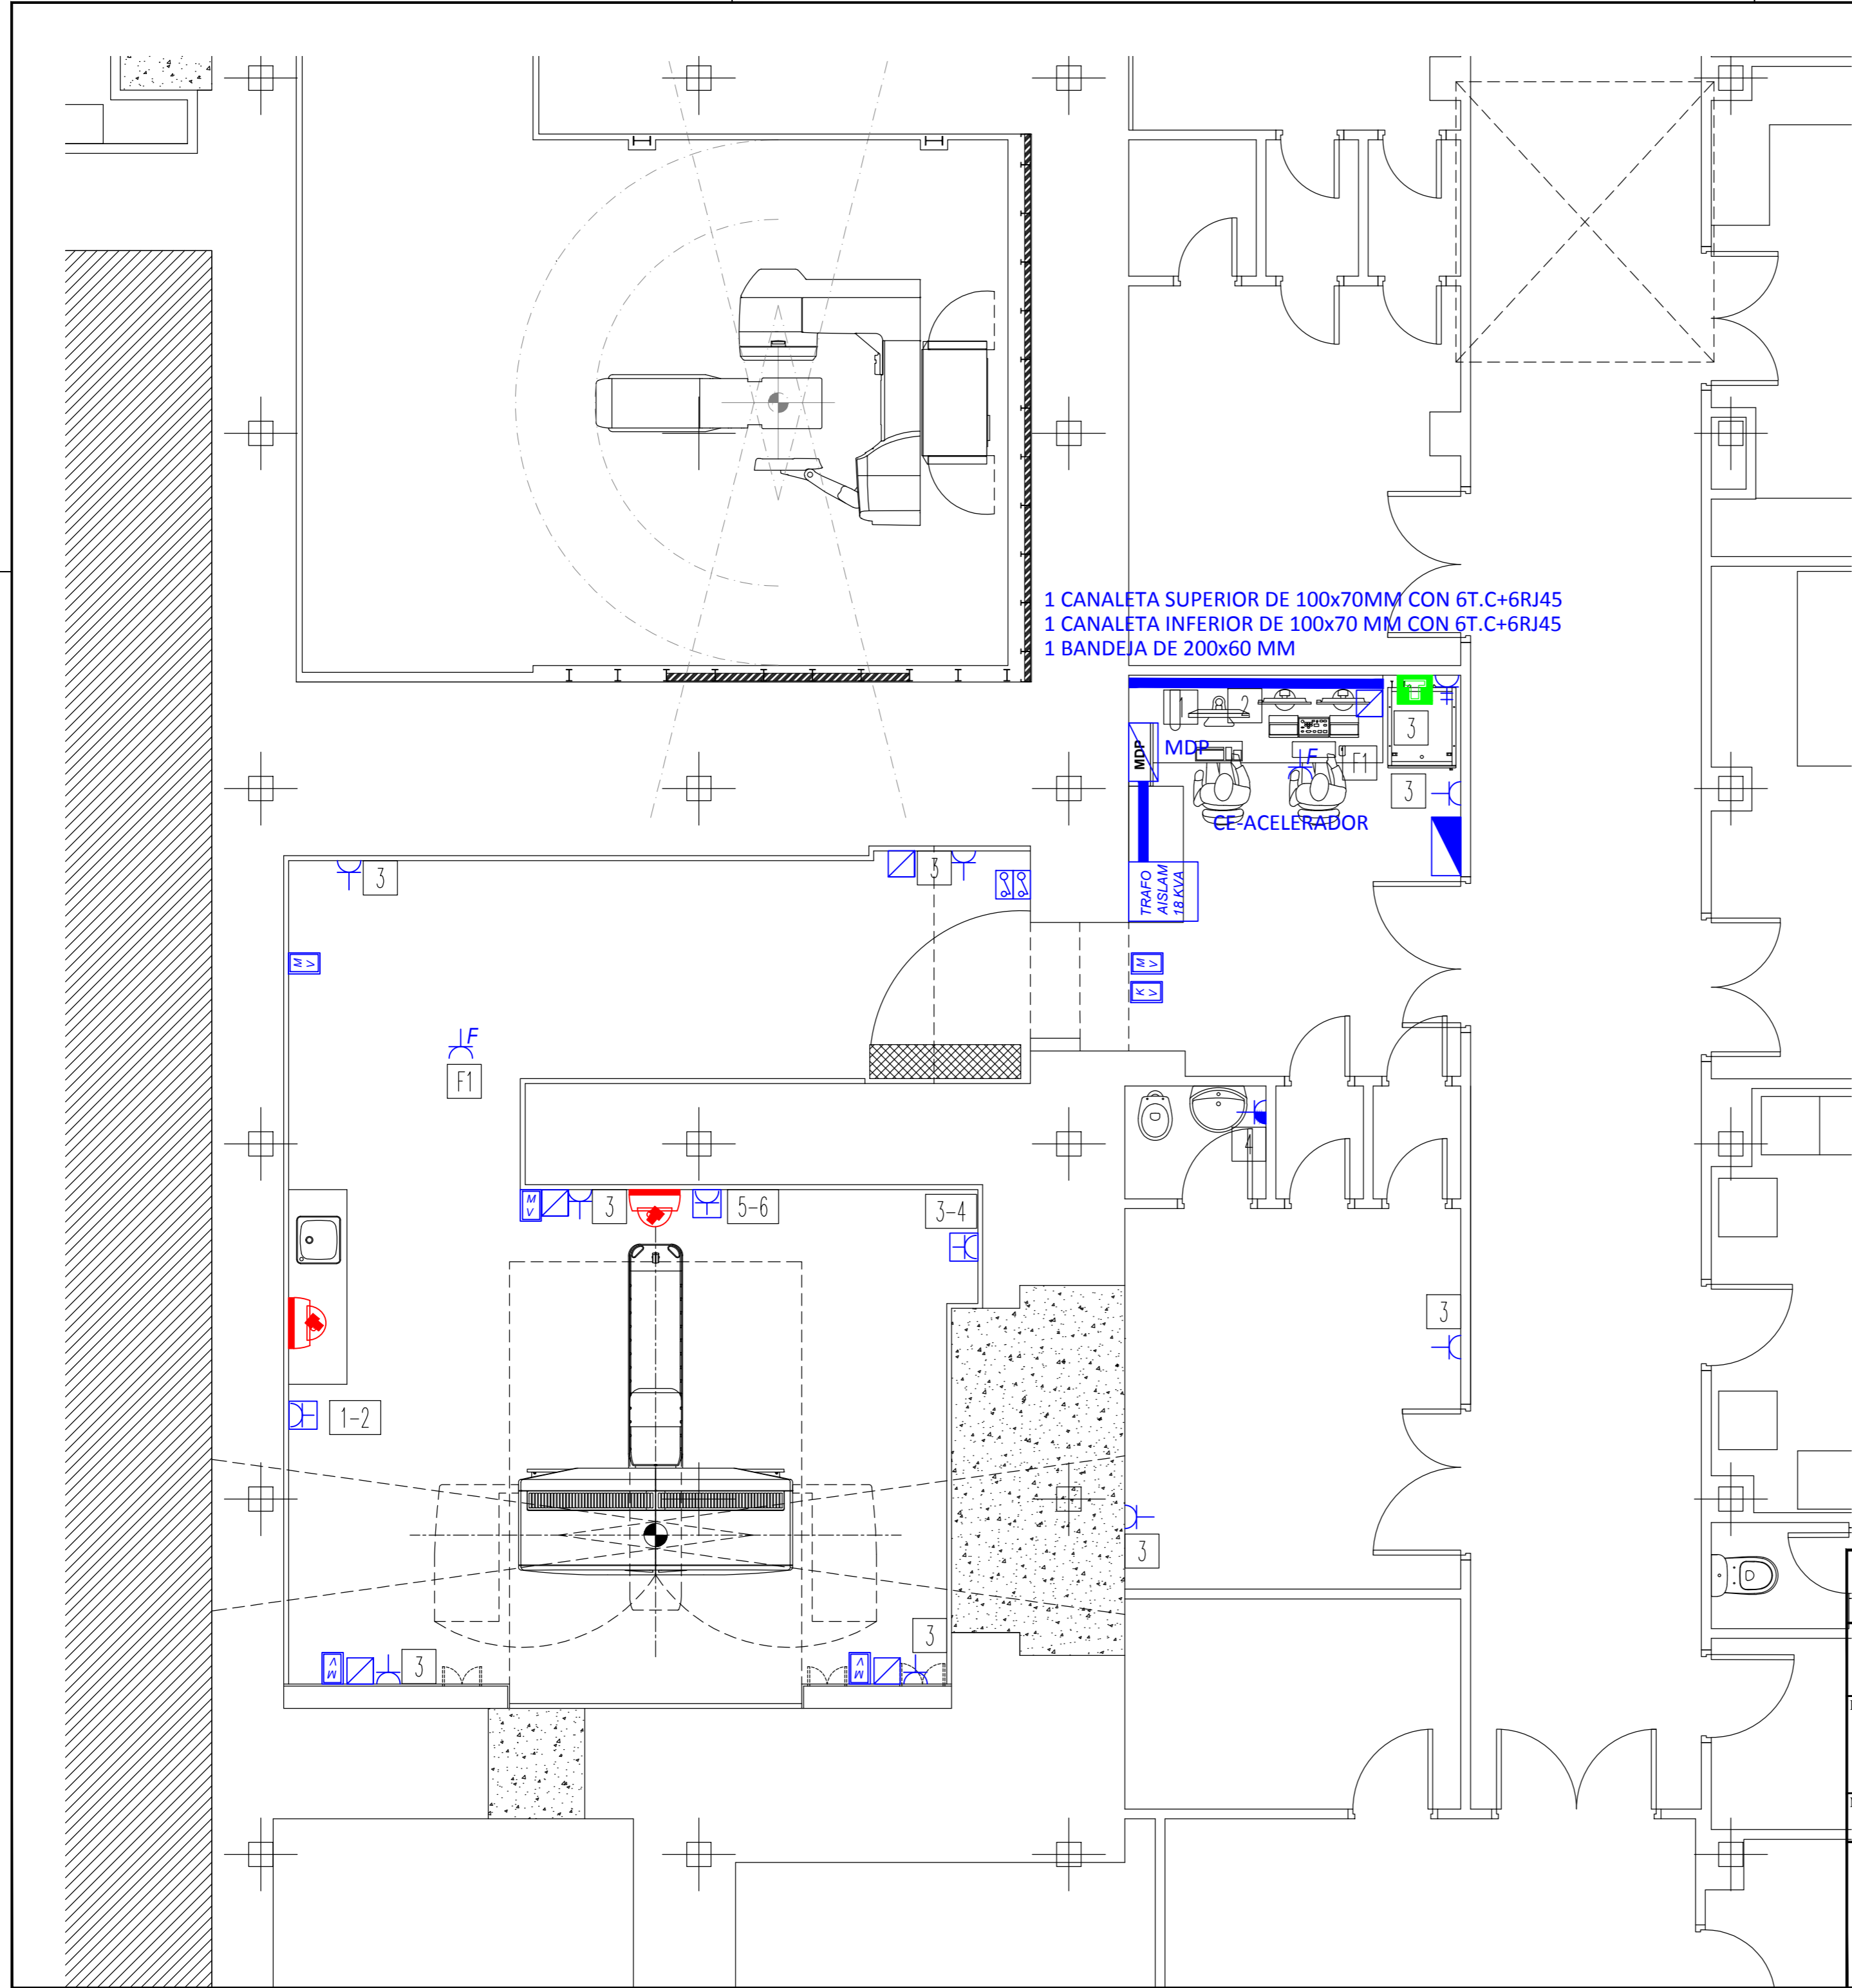 1 CANALETA SUPERIOR DE 100x70MM CON 6T.C+6RJ45
1 CANALETA INFERIOR DE 100x70 MM CON 6T.C+6RJ45
1 BANDEJA DE 200x60 MM
1
2
3
MDP
MDP
F
F1
3
CE-ACELERADOR
TRAFO
AISLAM
18 KVA
3
3
M
V
M
V
K
V
F
F1
4
M
V
3
5-6
3-4
3
1-2
3
M
V
3
M
V
3